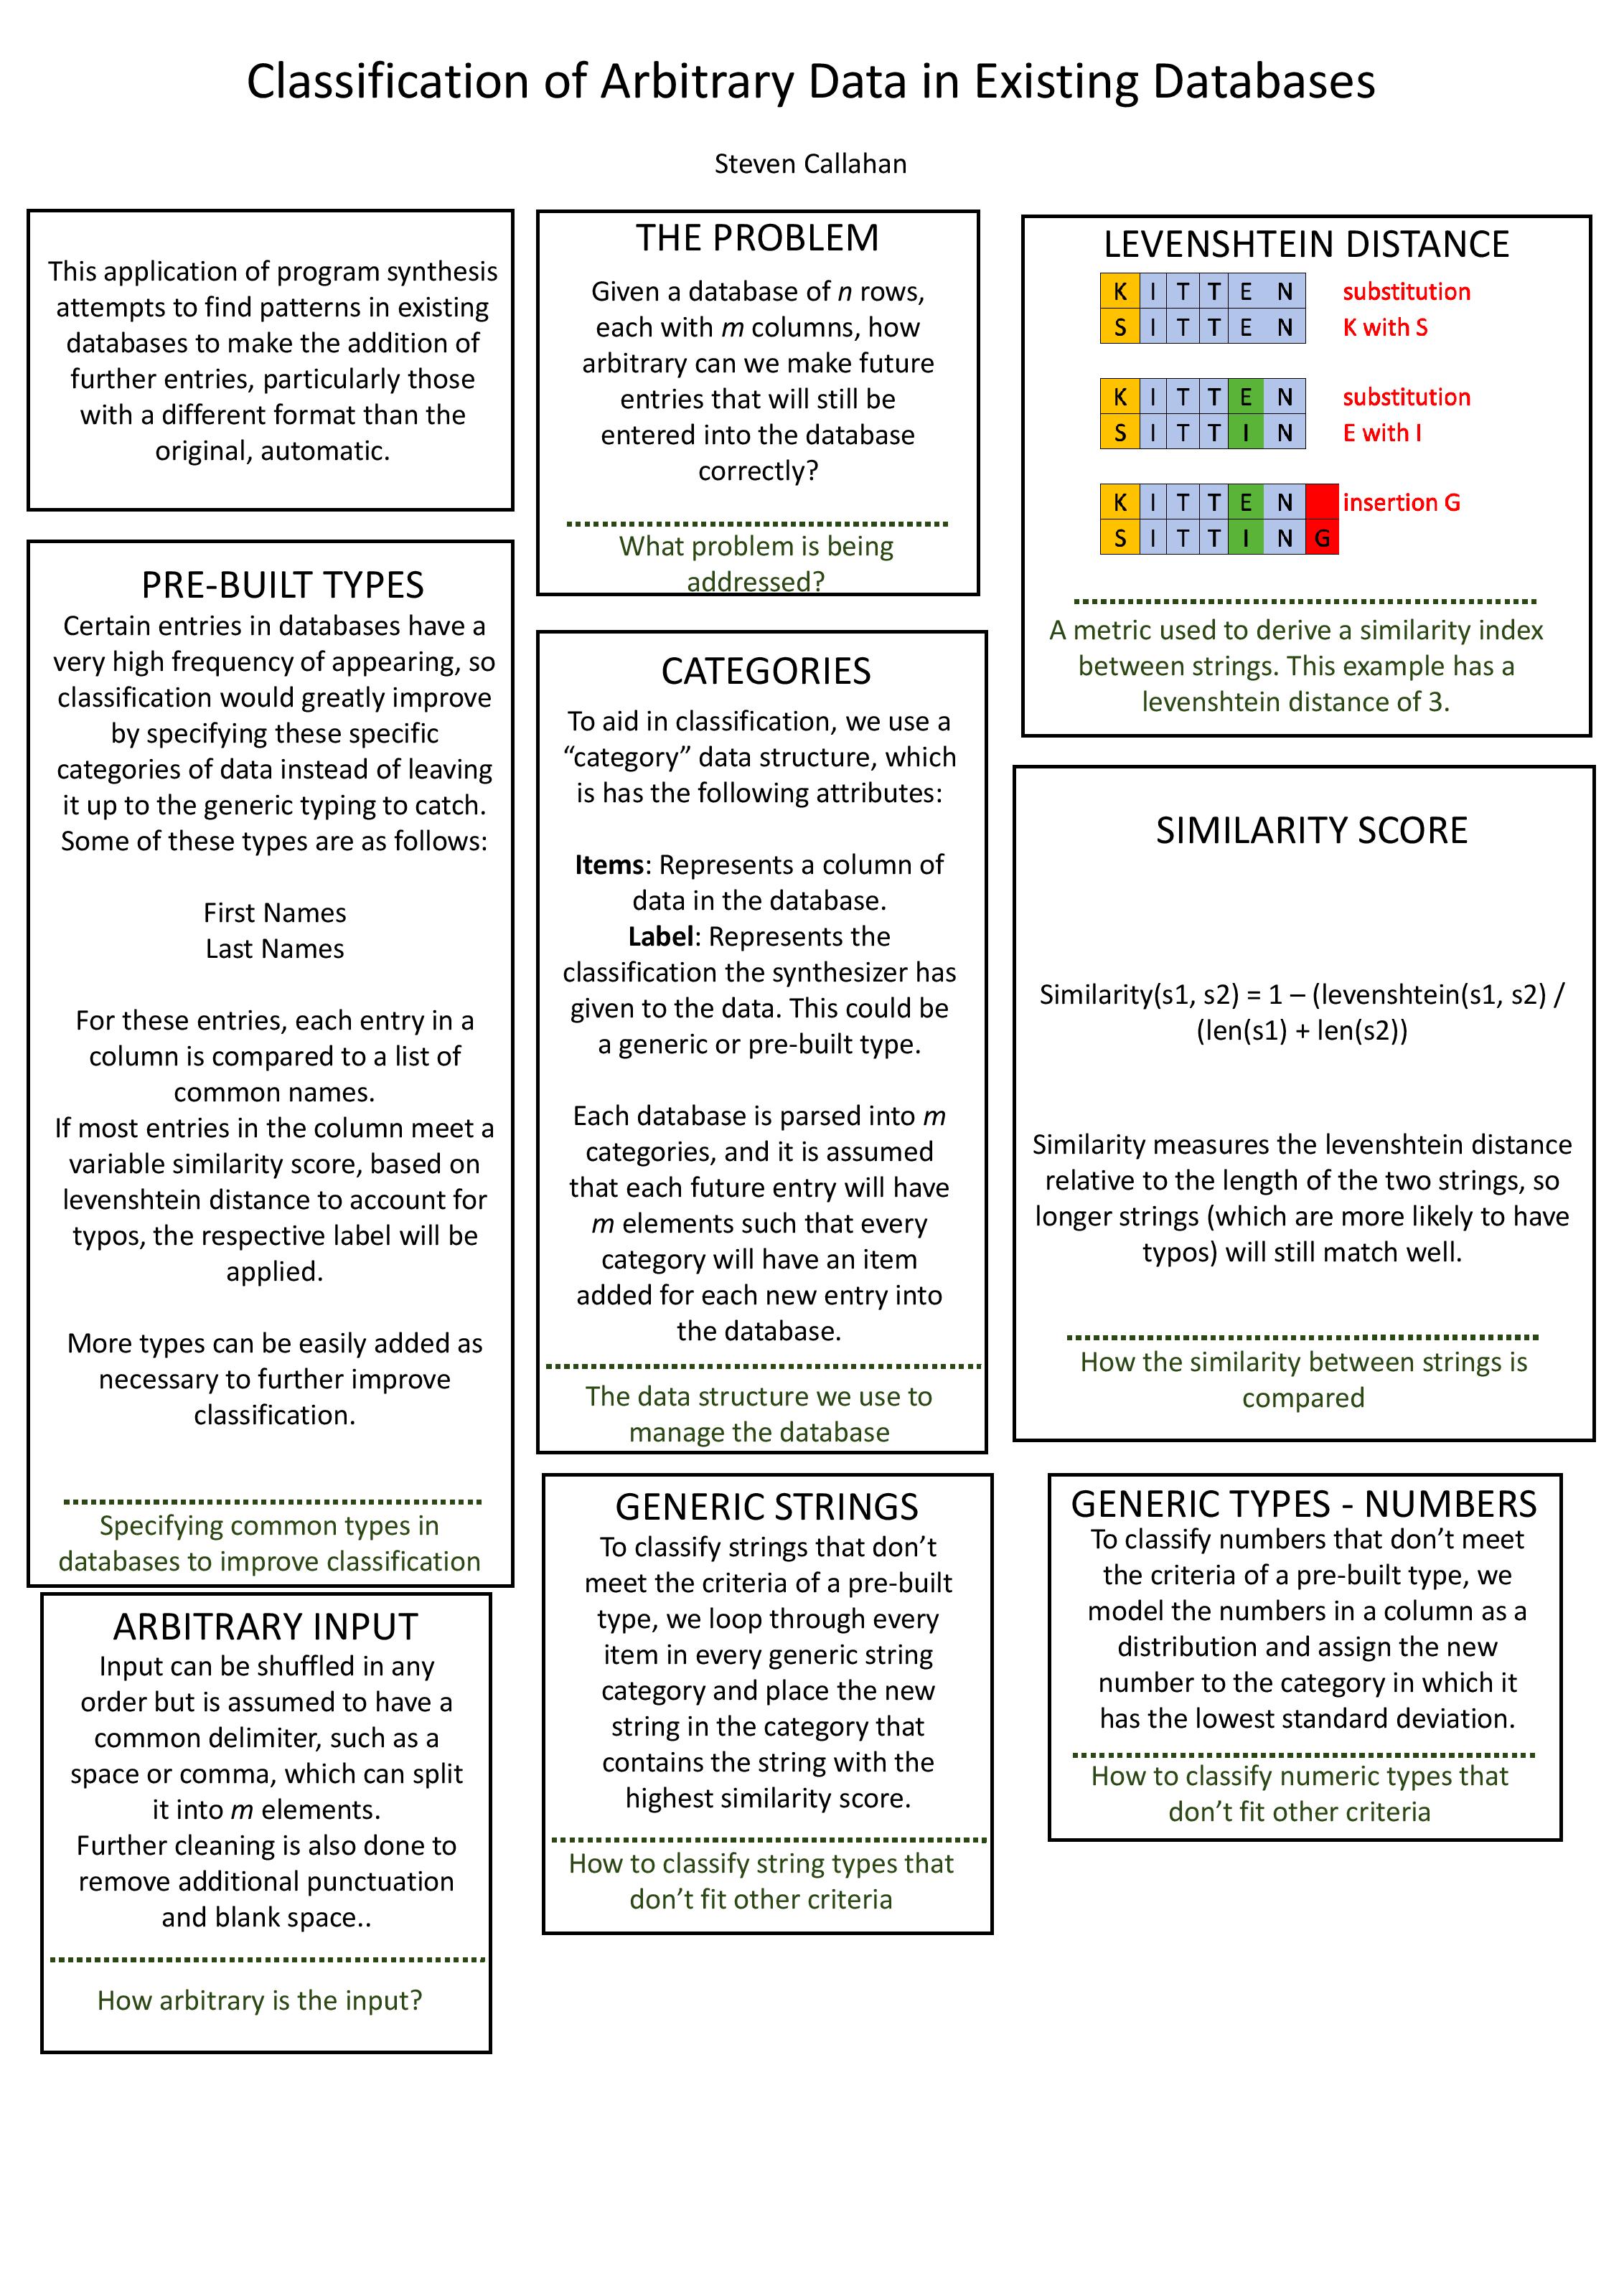 Classification of Arbitrary Data in Existing Databases
Steven Callahan
This application of program synthesis
attempts to find patterns in existing
databases to make the addition of
further entries, particularly those
with a different format than the
original, automatic.
PRE-BUILT TYPES
Certain entries in databases have a
very high frequency of appearing, so
classification would greatly improve
by specifying these specific
categories of data instead of leaving
it up to the generic typing to catch.
Some of these types are as follows:
First Names
Last Names
For these entries, each entry in a
column is compared to a list of
common names.
If most entries in the column meet a
variable similarity score, based on
levenshtein distance to account for
typos, the respective label will be
applied.
More types can be easily added as
necessary to further improve
classification.
Specifying common types in
databases to improve classification
ARBITRARY INPUT
Input can be shuffled in any
order but is assumed to have a
common delimiter, such as a
space or comma, which can split
it into m elements.
Further cleaning is also done to
remove additional punctuation
and blank space..
How arbitrary is the input?
THE PROBLEM
Given a database of n rows,
each with m columns, how
arbitrary can we make future
entries that will still be
entered into the database
correctly?
What problem is being
addressed?
CATEGORIES
To aid in classification, we use a
“category” data structure, which
is has the following attributes:
Items: Represents a column of
data in the database.
Label: Represents the
classification the synthesizer has
given to the data. This could be
a generic or pre-built type.
Each database is parsed into m
categories, and it is assumed
that each future entry will have
m elements such that every
category will have an item
added for each new entry into
the database.
The data structure we use to
manage the database
GENERIC STRINGS
To classify strings that don’t
meet the criteria of a pre-built
type, we loop through every
item in every generic string
category and place the new
string in the category that
contains the string with the
highest similarity score.
How to classify string types that
don’t fit other criteria
LEVENSHTEIN DISTANCE
K I T T E N substitution
S I T T E N K with S
K I T T E N substitution
S I T T I N E with I
K I T T E N insertion G
S I T T I N G
A metric used to derive a similarity index
between strings. This example has a
levenshtein distance of 3.
SIMILARITY SCORE
Similarity(s1, s2) = 1 – (levenshtein(s1, s2) /
(len(s1) + len(s2))
Similarity measures the levenshtein distance
relative to the length of the two strings, so
longer strings (which are more likely to have
typos) will still match well.
How the similarity between strings is
compared
GENERIC TYPES - NUMBERS
To classify numbers that don’t meet
the criteria of a pre-built type, we
model the numbers in a column as a
distribution and assign the new
number to the category in which it
has the lowest standard deviation.
How to classify numeric types that
don’t fit other criteria